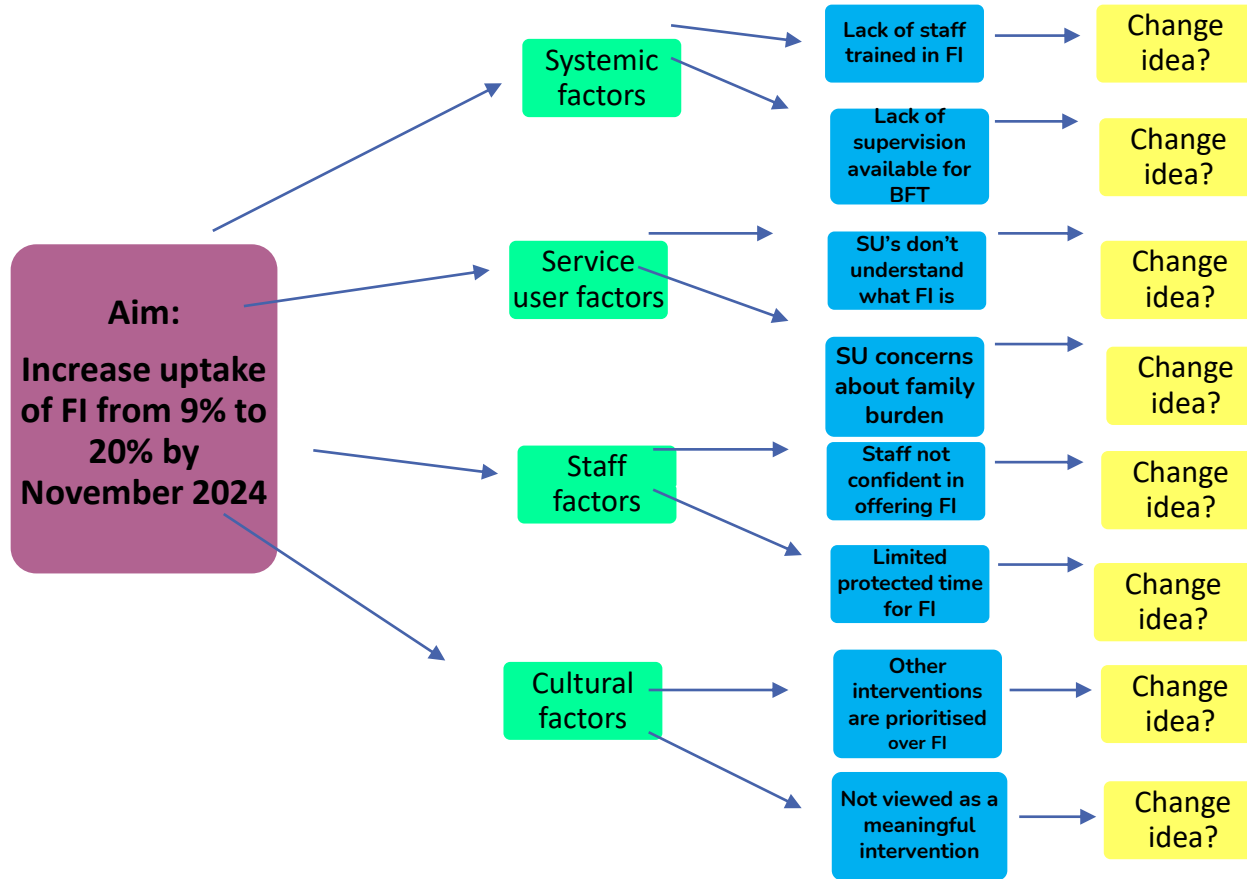 Aim:
Increase uptake
of FI from 9% to
20% by
November 2024
Systemic
factors
Lack of staff
trained in FI
Change
idea?
Lack of
supervision
available for
BFT
Change
idea?
Service
user factors
SU's don't
understand
what FI is
Change
idea?
SU concerns
about family
burden
Change
idea?
Staff
factors
Staff not
confident in
offering FI
Change
idea?
Limited
protected time
for FI
Change
idea?
Cultural
factors
Other
interventions
are prioritised
over FI
Change
idea?
Not viewed as a
meaningful
intervention
Change
idea?